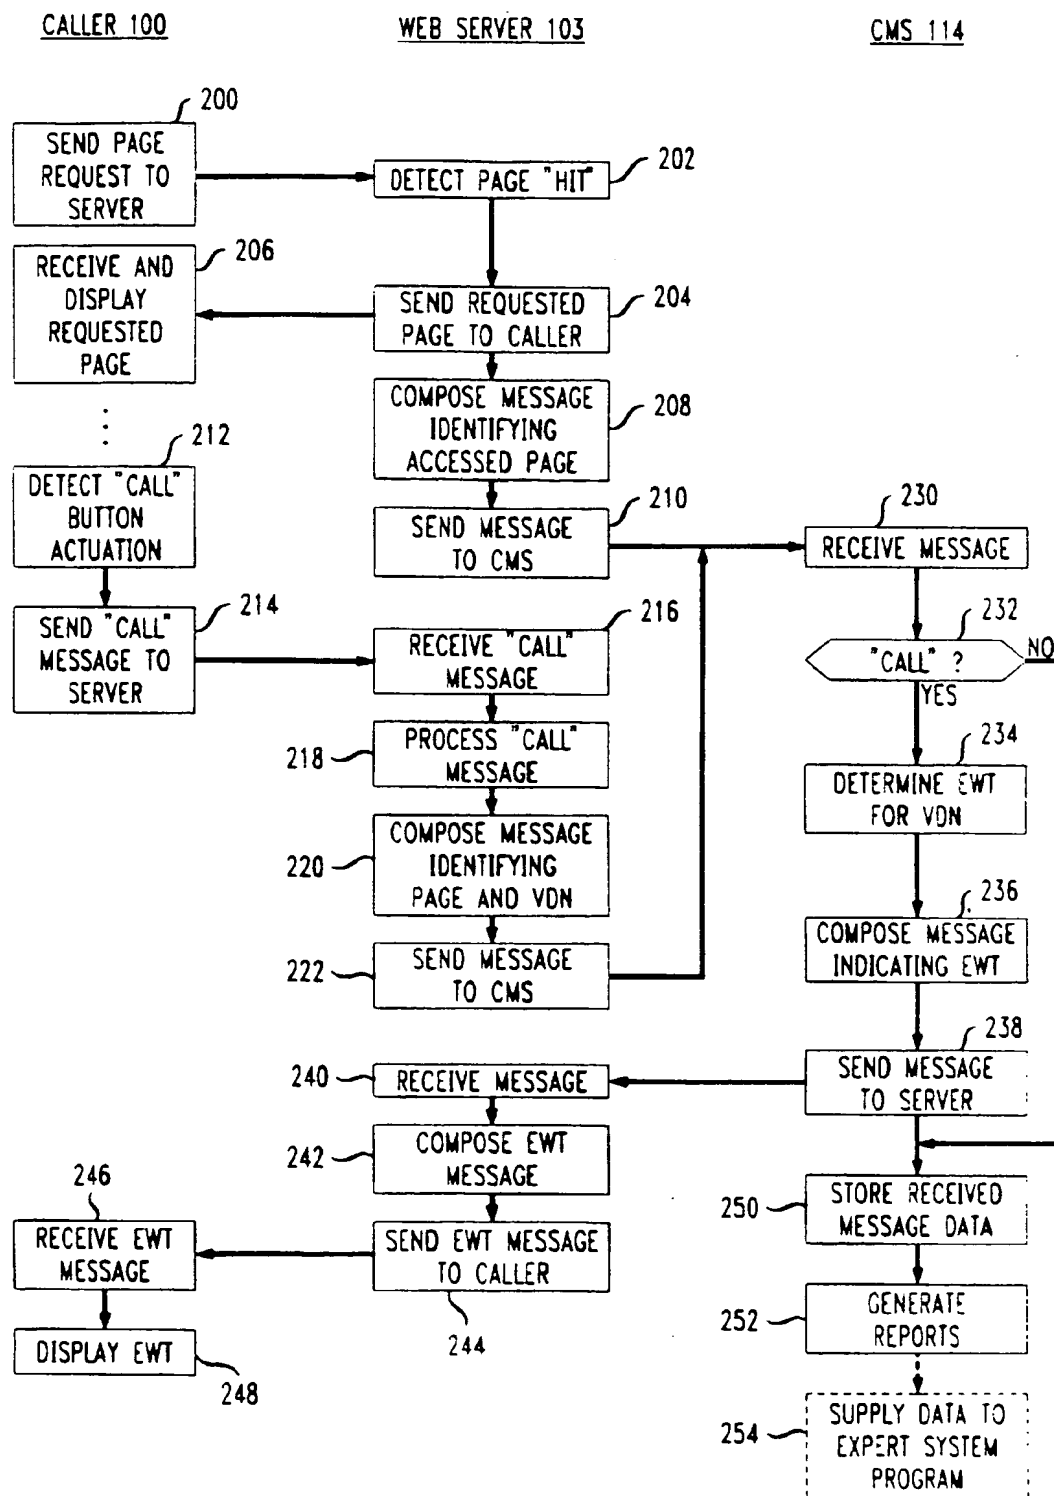 CALLER 100
WEB SERVER 103
CMS 114
200
SEND PAGE
REQUEST TO
SERVER
202
DETECT PAGE "HIT"
206
RECEIVE AND
DISPLAY
REQUESTED
PAGE
204
SEND REQUESTED
PAGE TO CALLER
208
COMPOSE MESSAGE
IDENTIFYING
ACCESSED PAGE
212
DETECT "CALL"
BUTTON
ACTUATION
210
SEND MESSAGE
TO CMS
230
RECEIVE MESSAGE
214
SEND "CALL"
MESSAGE TO
SERVER
216
RECEIVE "CALL"
MESSAGE
232
"CALL" ?
NO
YES
218
PROCESS "CALL"
MESSAGE
234
DETERMINE EWT
FOR VDN
220
COMPOSE MESSAGE
IDENTIFYING
PAGE AND VDN
236
COMPOSE MESSAGE
INDICATING EWT
222
SEND MESSAGE
TO CMS
238
SEND MESSAGE
TO SERVER
240
RECEIVE MESSAGE
242
COMPOSE EWT
MESSAGE
250
STORE RECEIVED
MESSAGE DATA
246
RECEIVE EWT
MESSAGE
SEND EWT MESSAGE
TO CALLER
244
252
GENERATE
REPORTS
DISPLAY EWT
248
254
SUPPLY DATA TO
EXPERT SYSTEM
PROGRAM